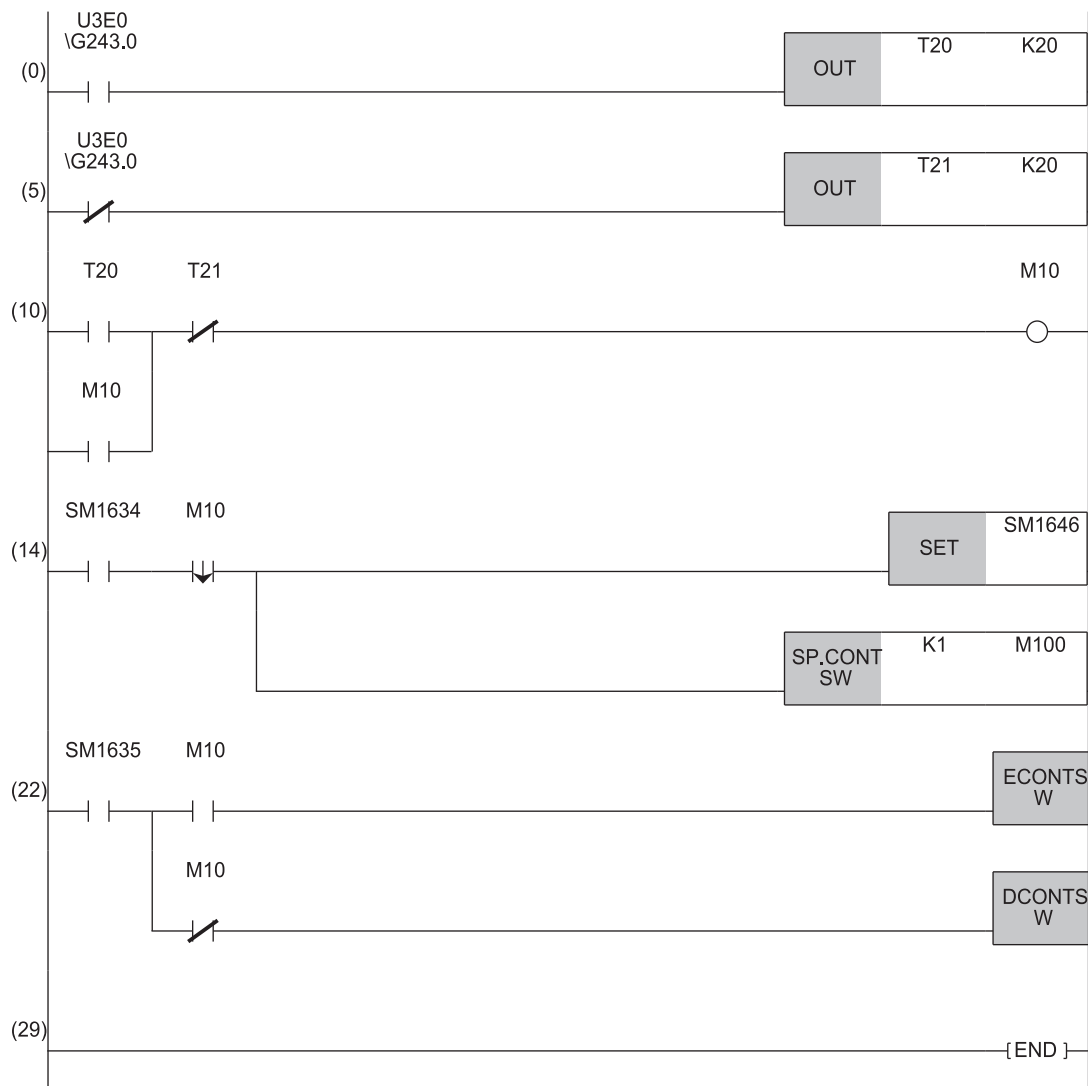 U3E0
\G243.0
(0)
OUT T20 K20
U3E0
\G243.0
(5)
OUT T21 K20
T20 T21 M10
(10)
M10
SM1634 M10
(14)
SET SM1646
SP.CONT
SW
K1 M100
SM1635 M10
(22)
ECONTS
W
M10
DCONTS
W
(29)
[END]